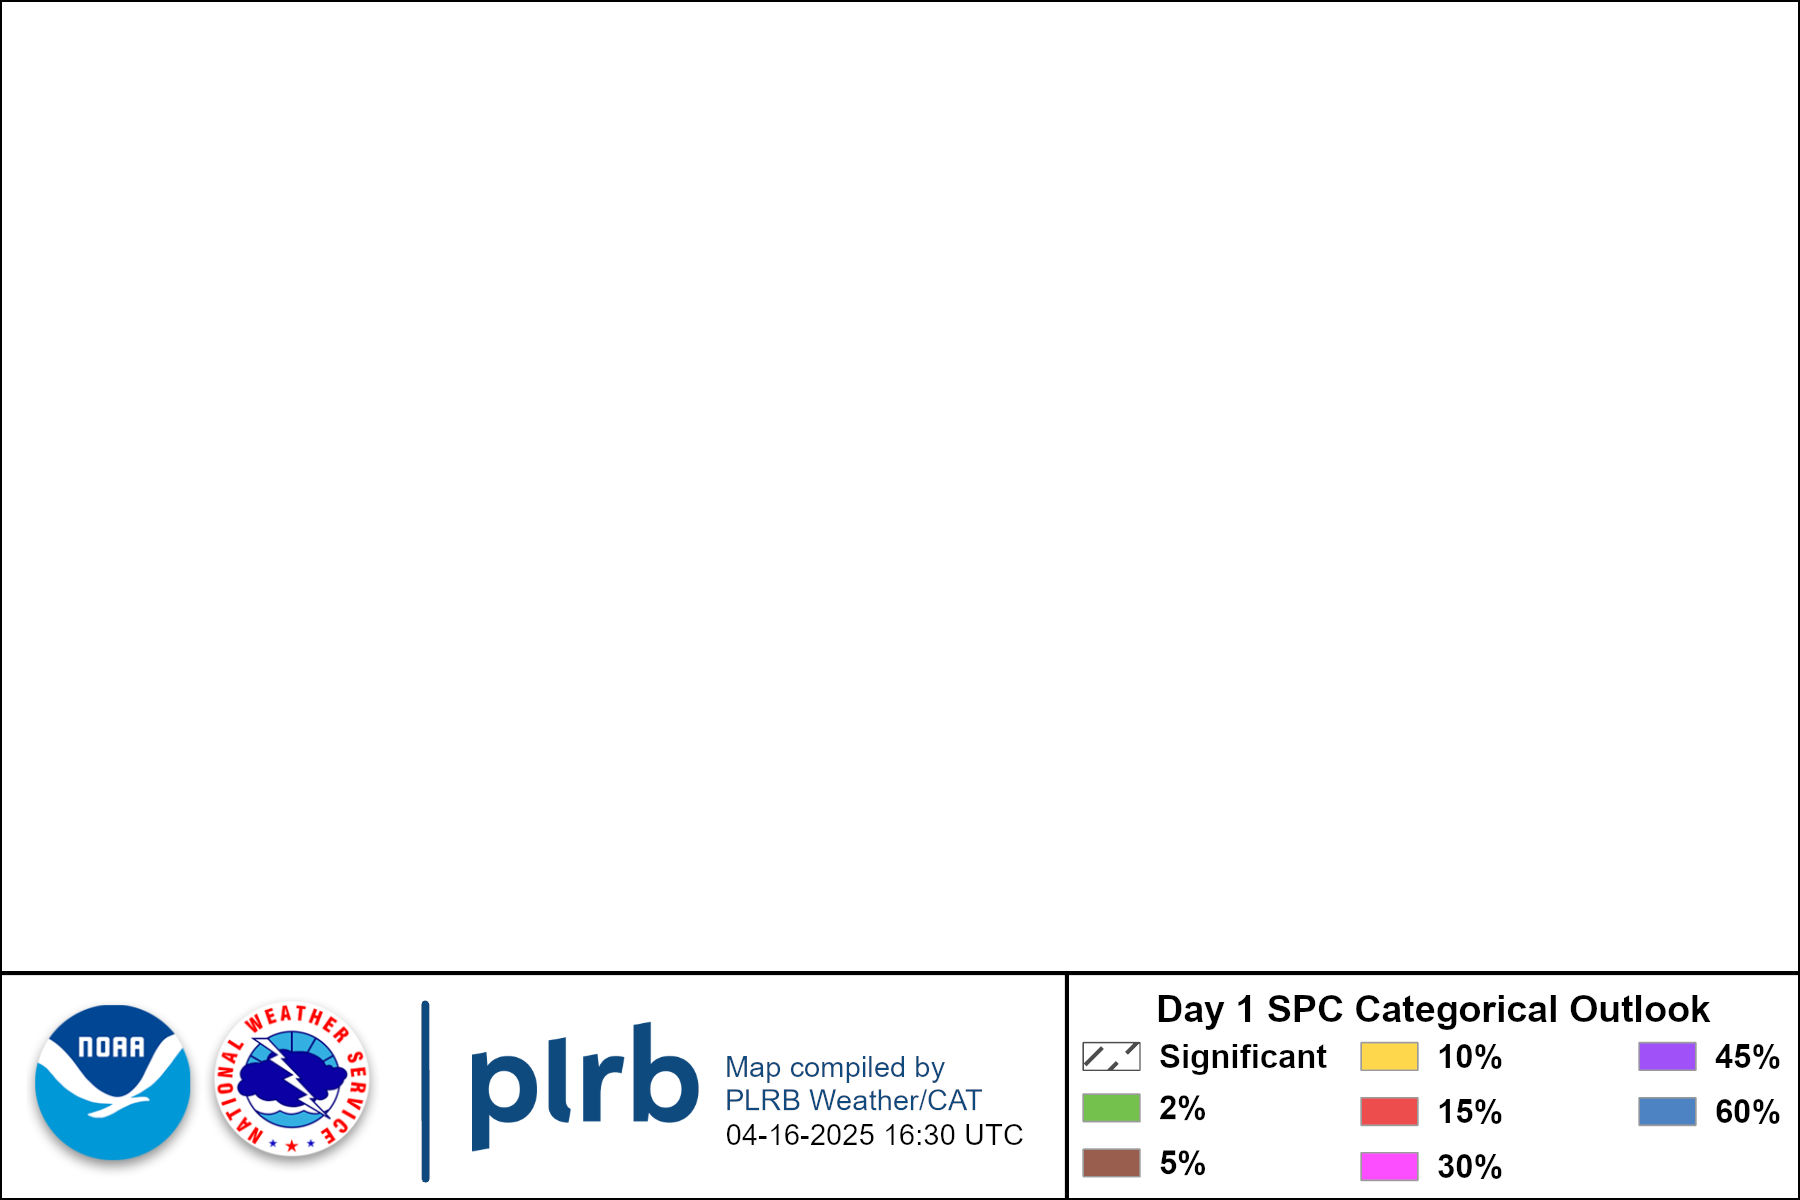 NOAA
NATIONAL WEATHER SERVICE
plrb
Map compiled by
PLRB Weather/CAT
04-16-2025 16:30 UTC
Day 1 SPC Categorical Outlook
Significant
2%
5%
10%
15%
30%
45%
60%